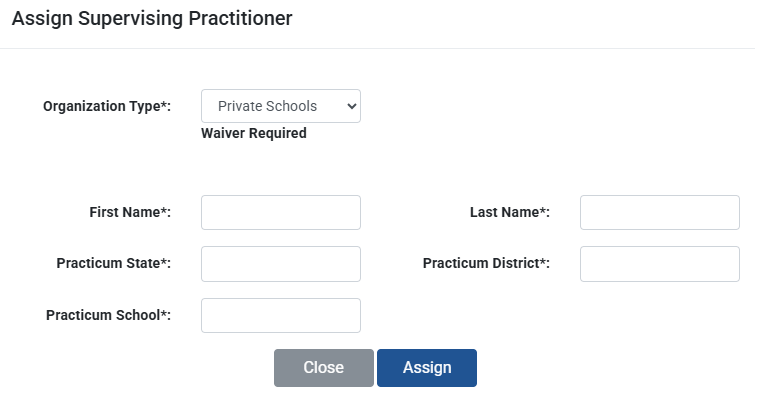 Assign Supervising Practitioner
Organization Type*: Private Schools
Waiver Required
First Name*: Last Name*:
Practicum State*: Practicum District*:
Practicum School*:
Close Assign